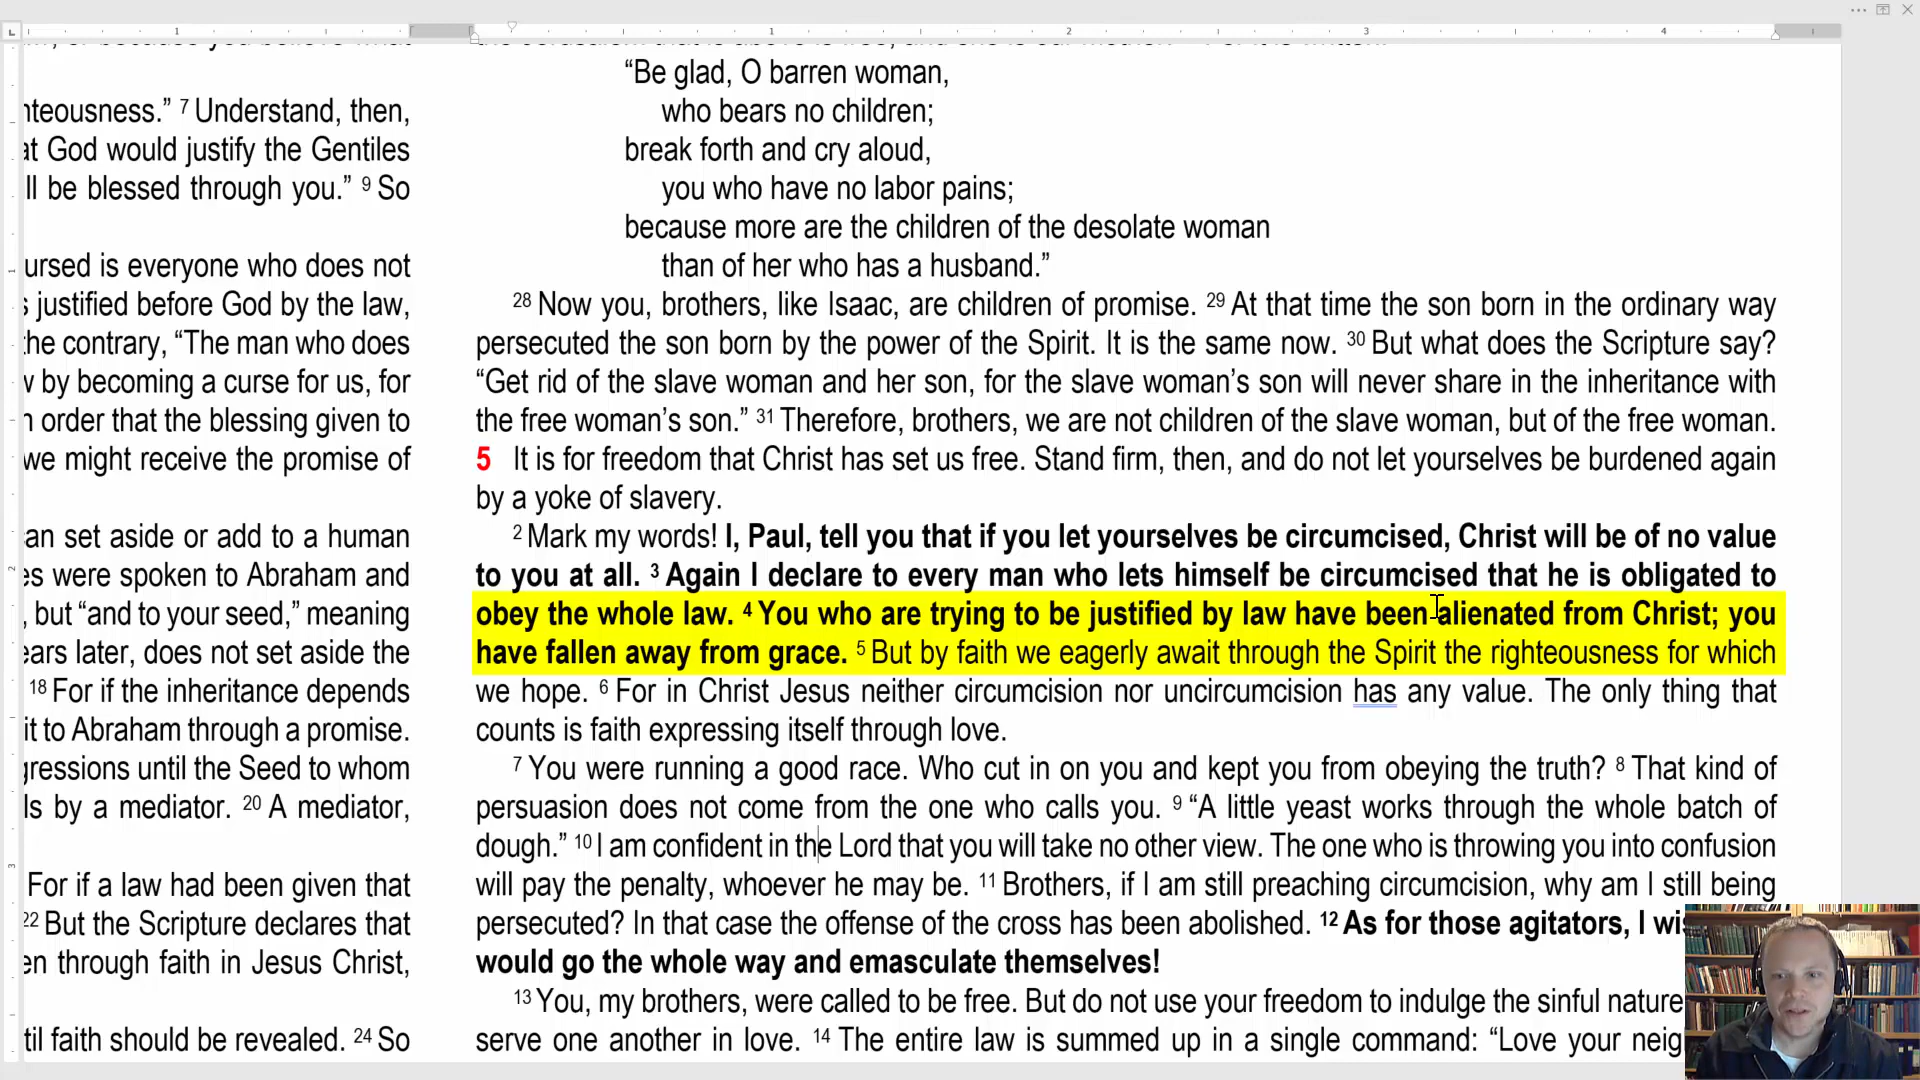 hteousness.” 7 Understand, then,
at God would justify the Gentiles
ll be blessed through you.” 9 So
ursed is everyone who does not
justified before God by the law,
the contrary, “The man who does
by becoming a curse for us, for
order that the blessing given to
we might receive the promise of
an set aside or add to a human
es were spoken to Abraham and
, but “and to your seed,” meaning
ears later, does not set aside the
18 For if the inheritance depends
it to Abraham through a promise.
gressions until the Seed to whom
ls by a mediator. 20 A mediator,
For if a law had been given that
22 But the Scripture declares that
en through faith in Jesus Christ,
til faith should be revealed. 24 So
1 1 2 3 4
“Be glad, O barren woman,
who bears no children;
break forth and cry aloud,
you who have no labor pains;
because more are the children of the desolate woman
than of her who has a husband.”
28 Now you, brothers, like Isaac, are children of promise. 29 At that time the son born in the ordinary way
persecuted the son born by the power of the Spirit. It is the same now. 30 But what does the Scripture say?
“Get rid of the slave woman and her son, for the slave woman’s son will never share in the inheritance with
the free woman’s son.” 31 Therefore, brothers, we are not children of the slave woman, but of the free woman.
5 It is for freedom that Christ has set us free. Stand firm, then, and do not let yourselves be burdened again
by a yoke of slavery.
2 Mark my words! I, Paul, tell you that if you let yourselves be circumcised, Christ will be of no value
to you at all. 3 Again I declare to every man who lets himself be circumcised that he is obligated to
obey the whole law. 4 You who are trying to be justified by law have been alienated from Christ; you
have fallen away from grace. 5 But by faith we eagerly await through the Spirit the righteousness for which
we hope. 6 For in Christ Jesus neither circumcision nor uncircumcision has any value. The only thing that
counts is faith expressing itself through love.
7 You were running a good race. Who cut in on you and kept you from obeying the truth? 8 That kind of
persuasion does not come from the one who calls you. 9 “A little yeast works through the whole batch of
dough.” 10 I am confident in the Lord that you will take no other view. The one who is throwing you into confusion
will pay the penalty, whoever he may be. 11 Brothers, if I am still preaching circumcision, why am I still being
persecuted? In that case the offense of the cross has been abolished. 12 As for those agitators, I wi
would go the whole way and emasculate themselves!
13 You, my brothers, were called to be free. But do not use your freedom to indulge the sinful nature
serve one another in love. 14 The entire law is summed up in a single command: “Love your neig